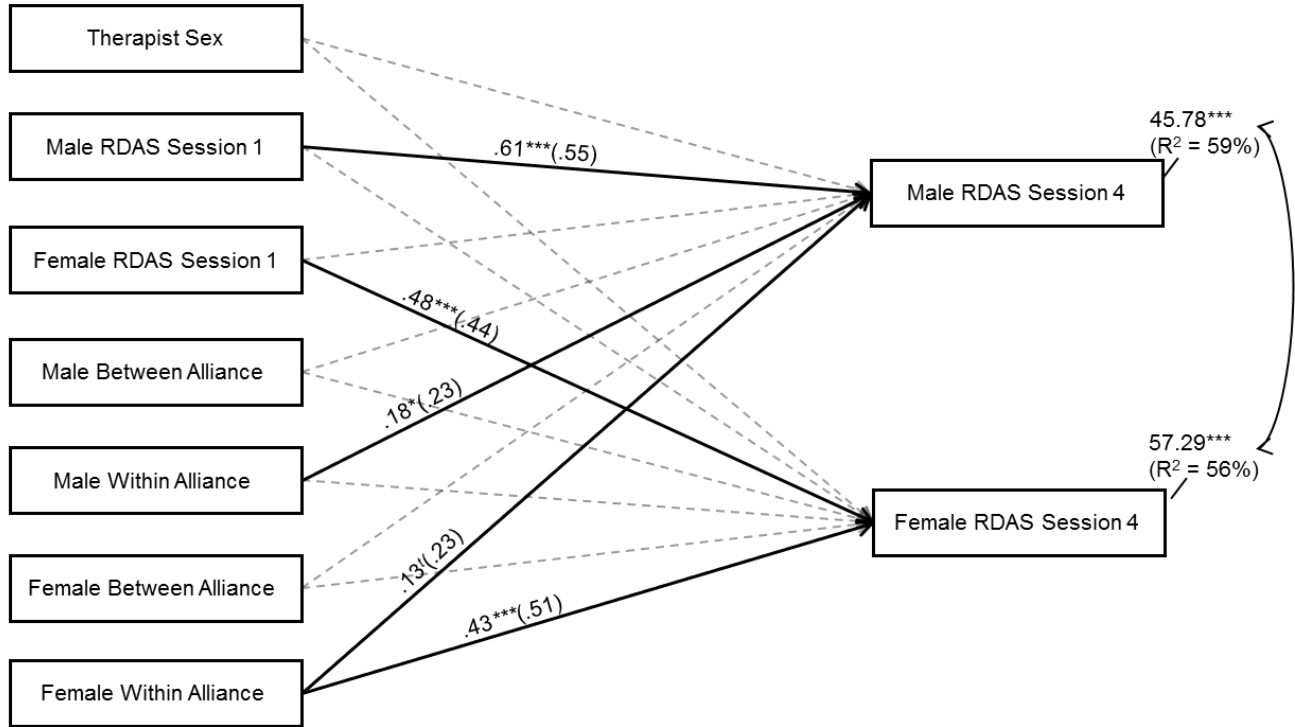 Therapist Sex
Male RDAS Session 1
Female RDAS Session 1
Male Between Alliance
Male Within Alliance
Female Between Alliance
Female Within Alliance
.61***(.55)
.48***(.44)
.18*(.23)
.13ᵗ(.23)
.43***(.51)
Male RDAS Session 4
45.78***
(R² = 59%)
Female RDAS Session 4
57.29***
(R² = 56%)